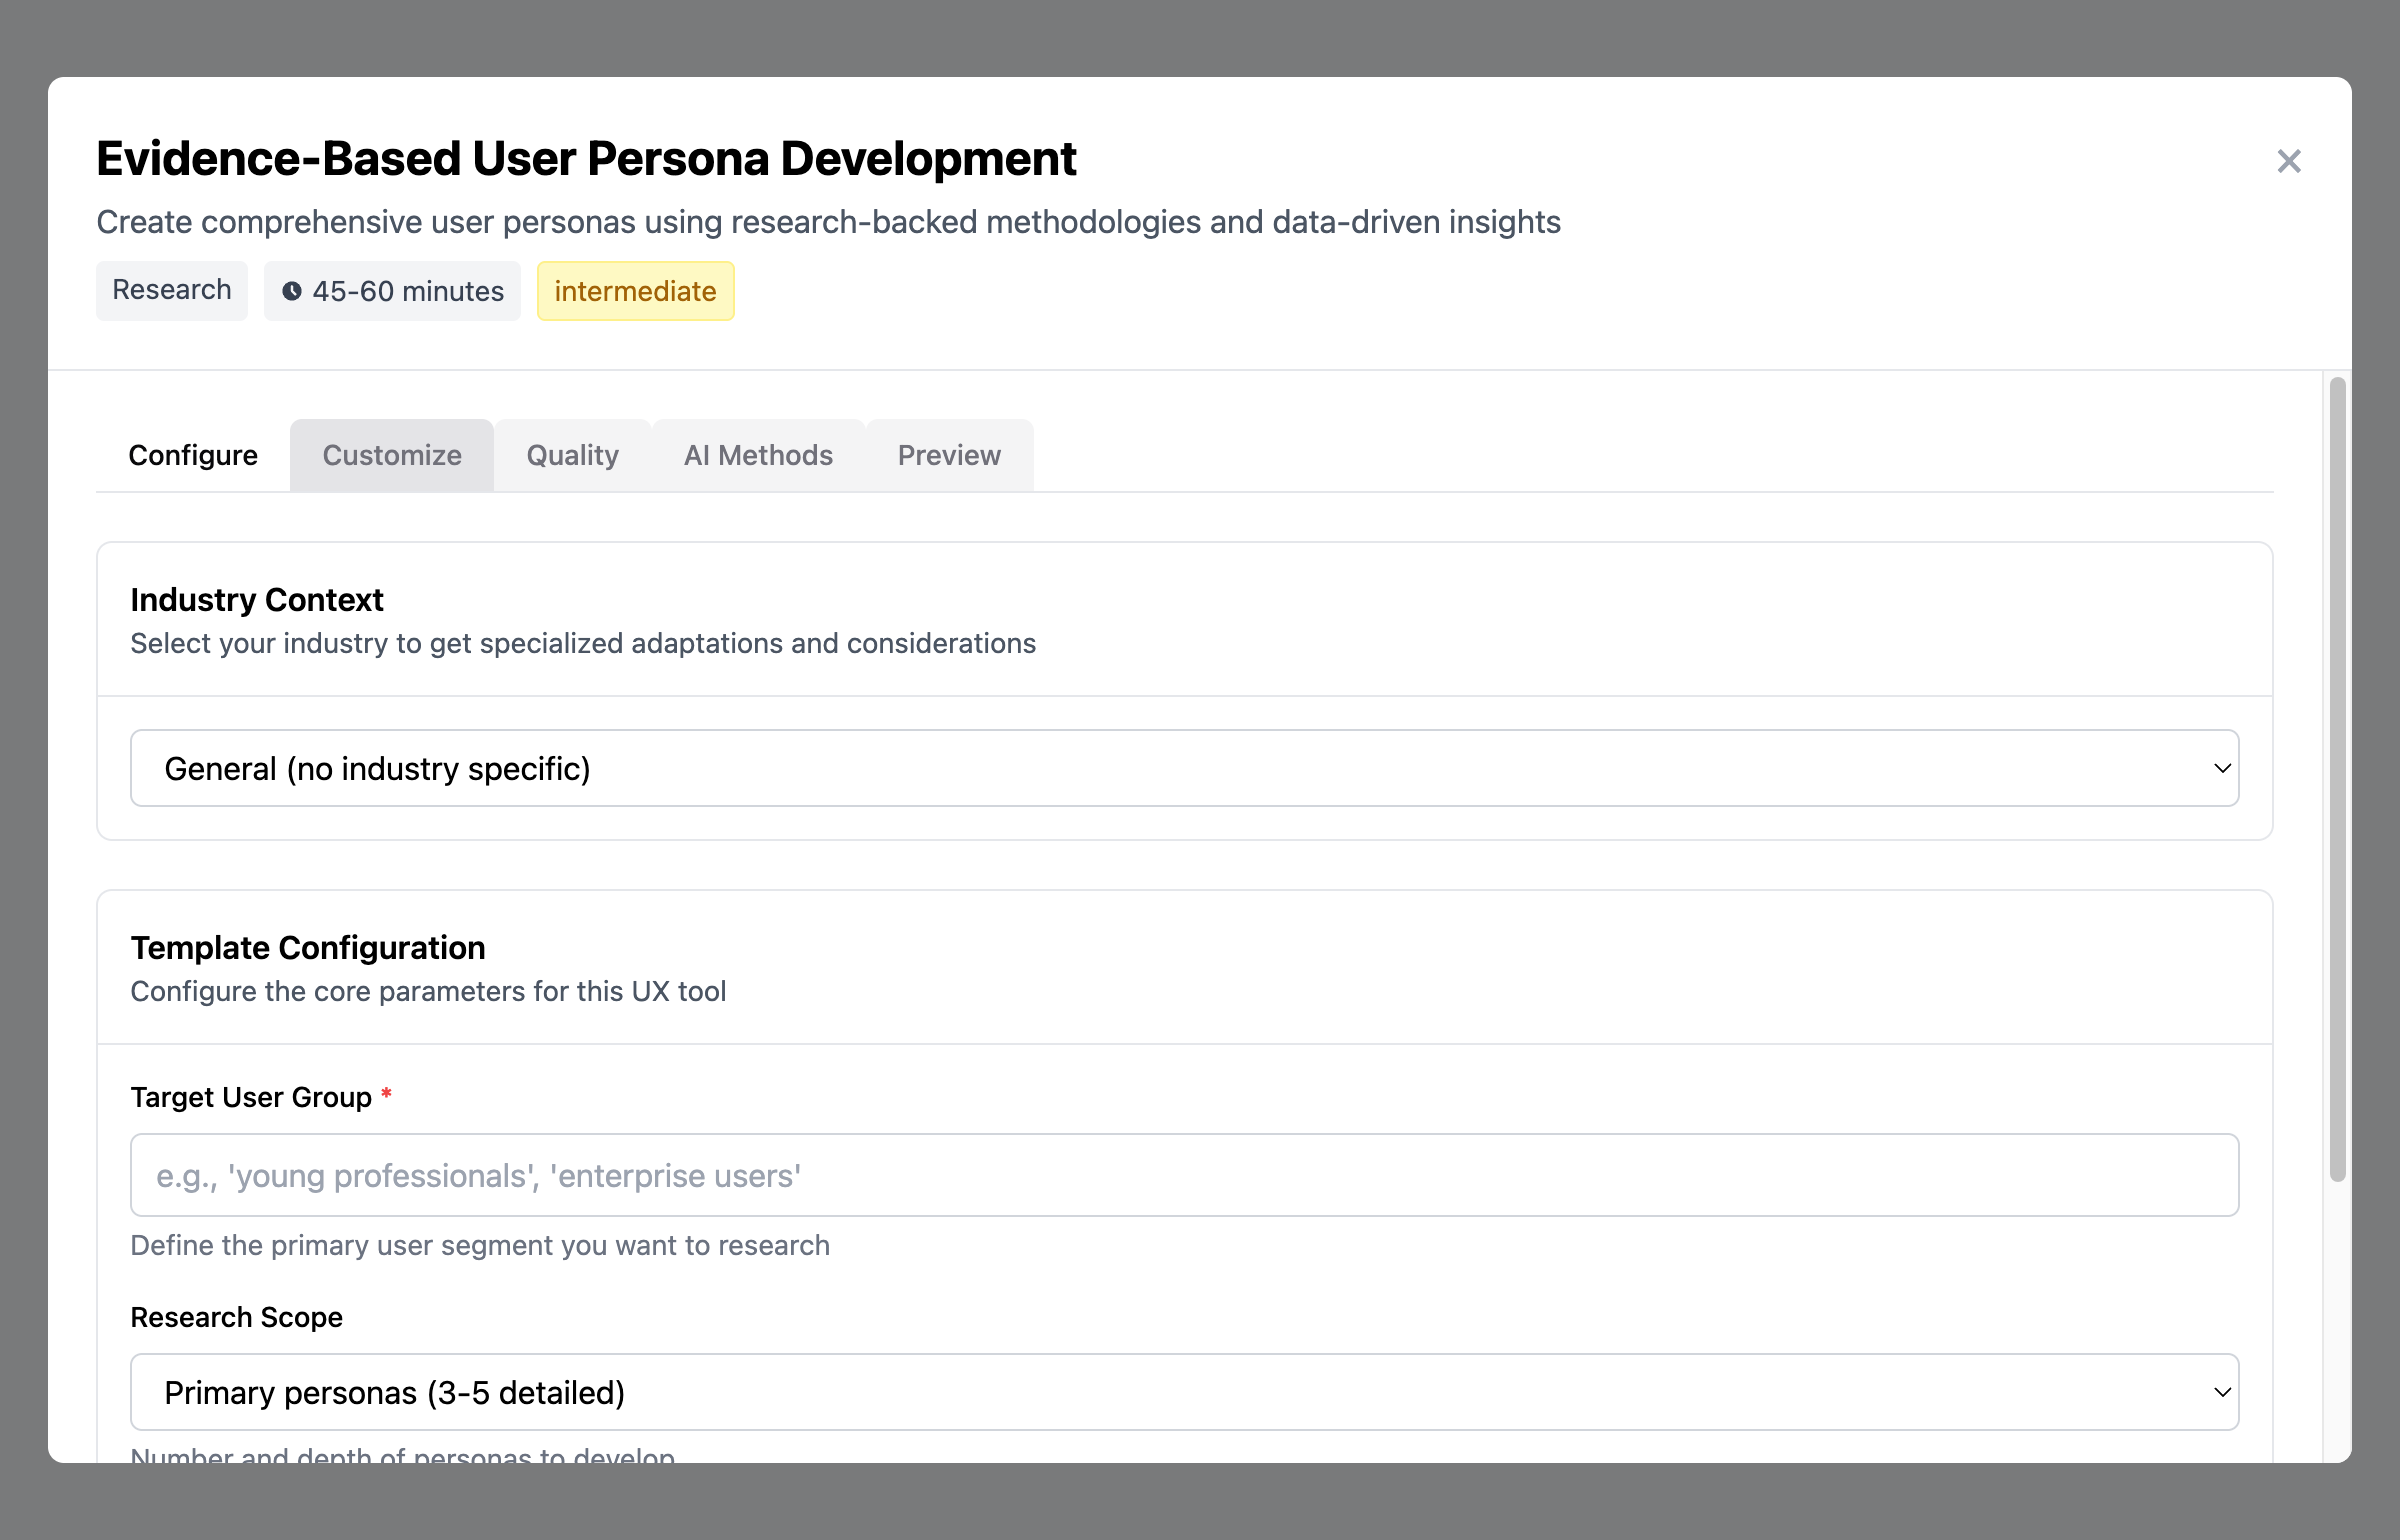 Evidence-Based User Persona Development
Create comprehensive user personas using research-backed methodologies and data-driven insights
Research
45-60 minutes
intermediate
Configure
Customize
Quality
AI Methods
Preview
Industry Context
Select your industry to get specialized adaptations and considerations
General (no industry specific)
Template Configuration
Configure the core parameters for this UX tool
Target User Group *
e.g., 'young professionals', 'enterprise users'
Define the primary user segment you want to research
Research Scope
Primary personas (3-5 detailed)
Number and depth of personas to develop